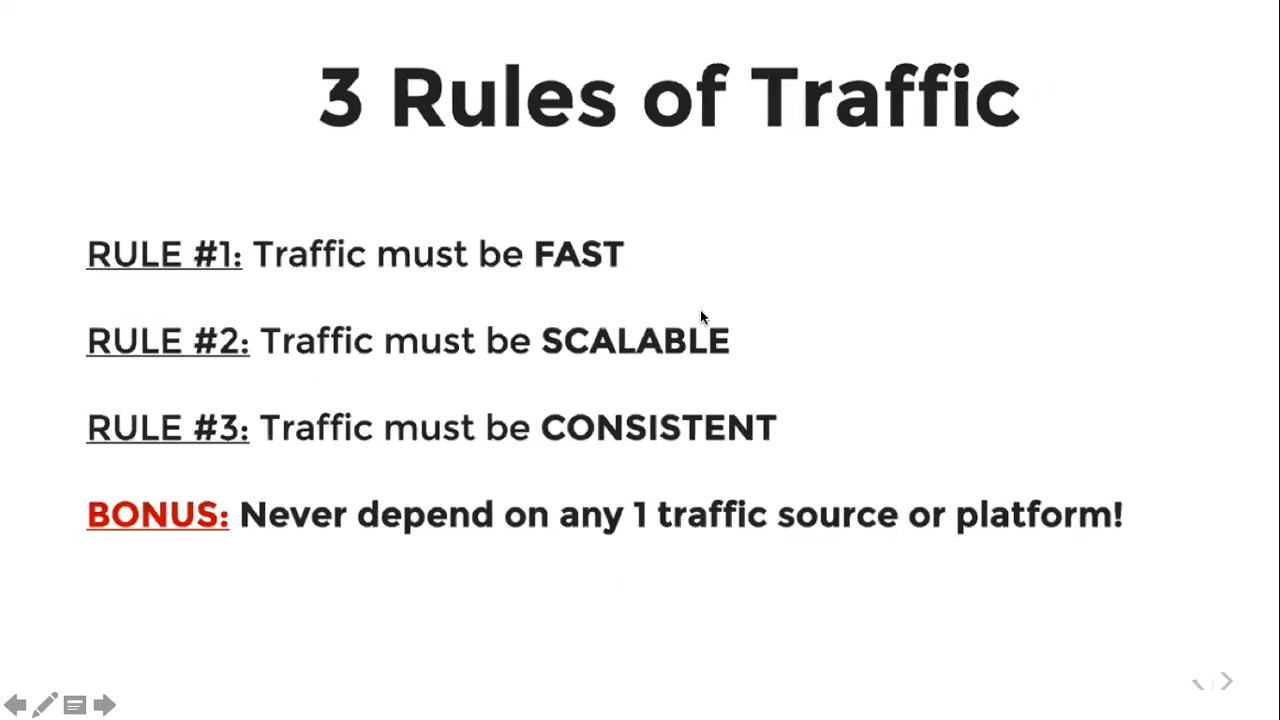 3 Rules of Traffic
RULE #1: Traffic must be FAST
RULE #2: Traffic must be SCALABLE
RULE #3: Traffic must be CONSISTENT
BONUS: Never depend on any 1 traffic source or platform!